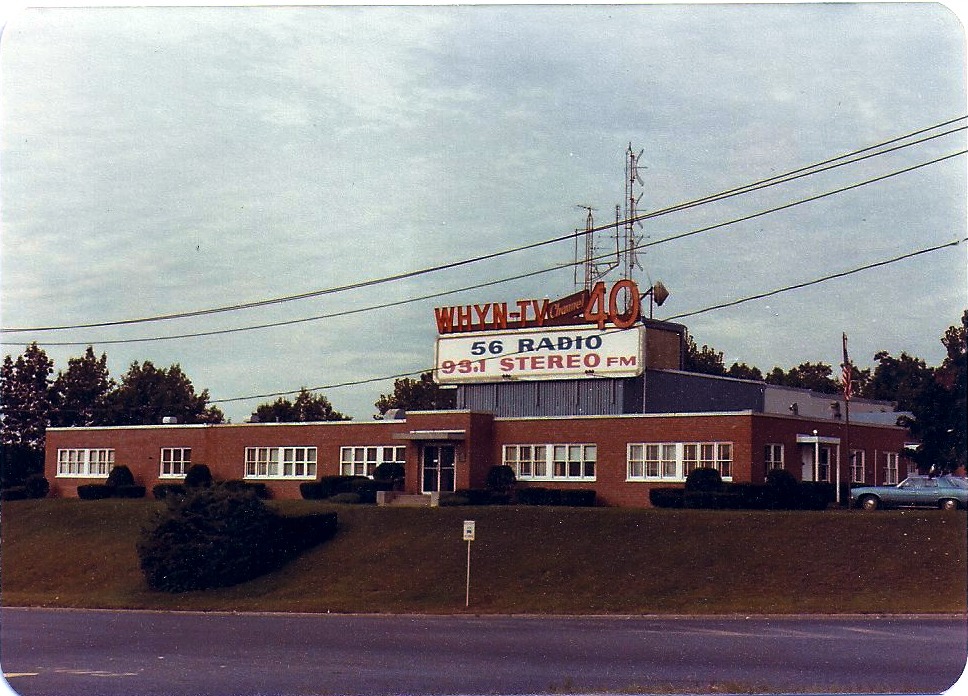 WHYN-TV Channel 40
56 RADIO
93.1 STEREO FM